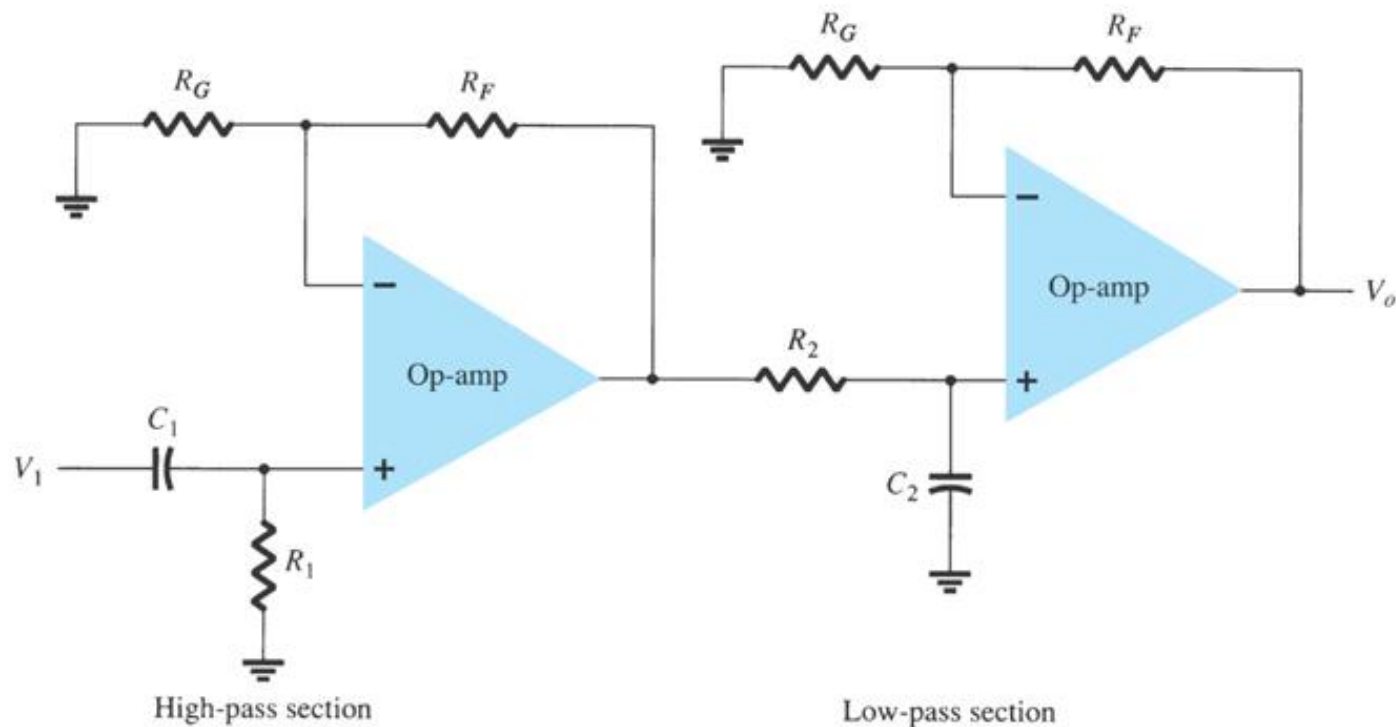 R_G
R_F
R_G
R_F
−
−
Op-amp
V_o
Op-amp
R_2
+
C_1
V_1
+
C_2
R_1
High-pass section
Low-pass section